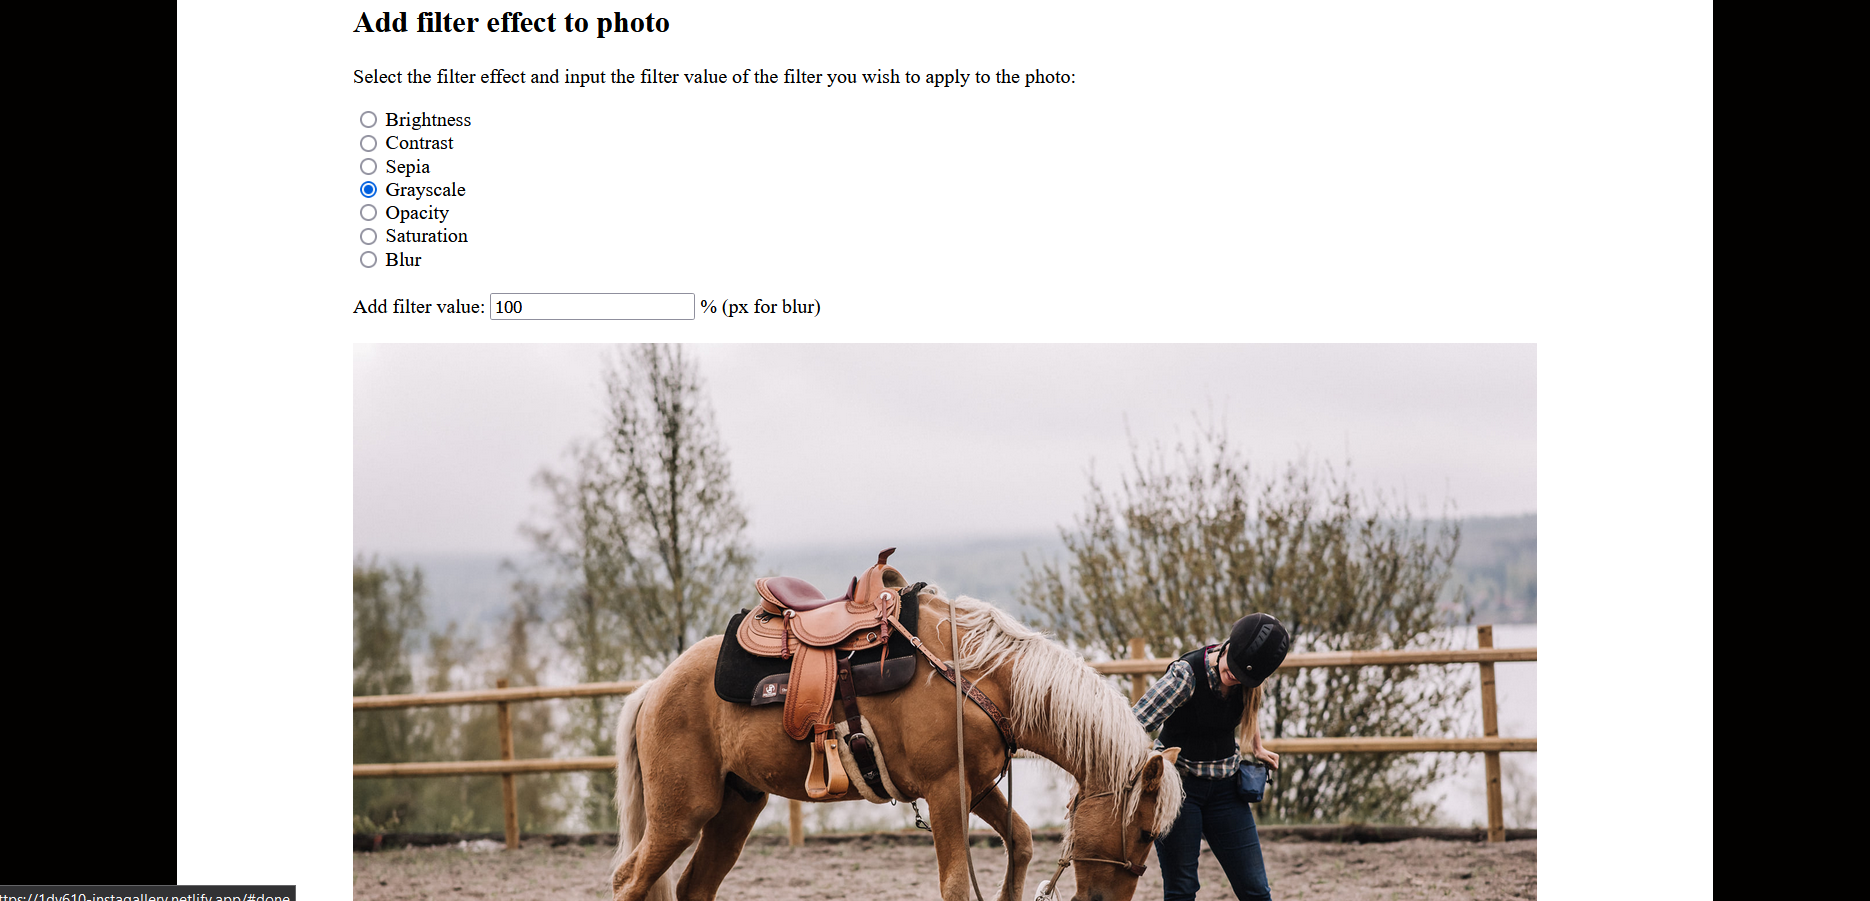 Add filter effect to photo
Select the filter effect and input the filter value of the filter you wish to apply to the photo:
Brightness
Contrast
Sepia
Grayscale
Opacity
Saturation
Blur
Add filter value: 100 % (px for blur)
ttps://1dv610-instagallery.netlify.app/#done